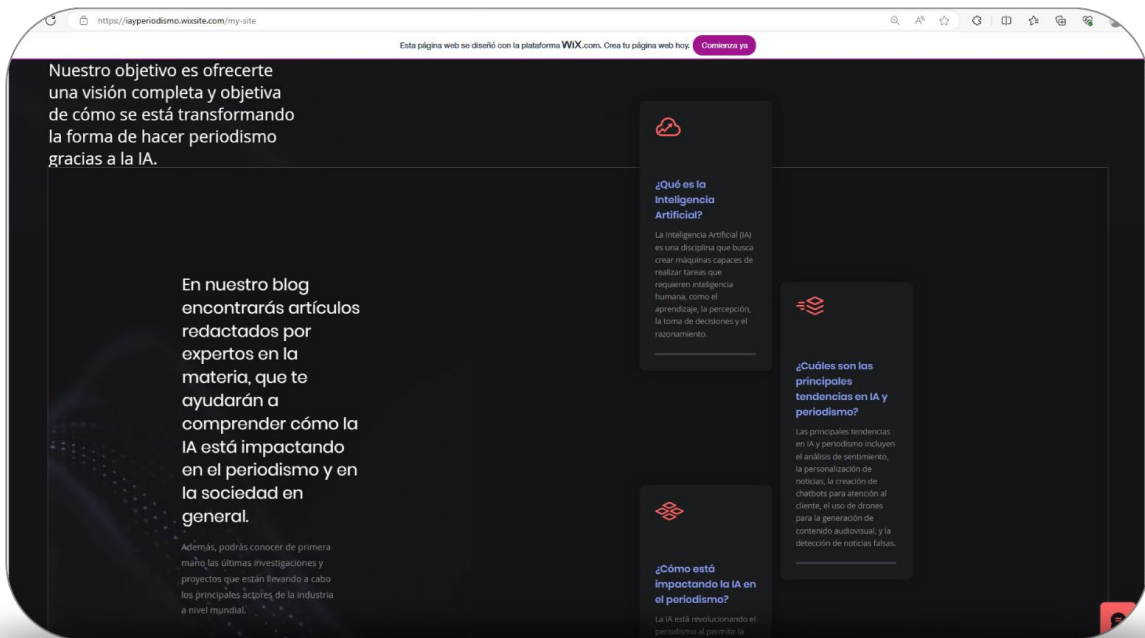 https://iayperiodismo.wixsite.com/my-site
Esta página web se diseñó con la plataforma WiX.com. Crea tu página web hoy. Comienza ya
Nuestro objetivo es ofrecerte
una visión completa y objetiva
de cómo se está transformando
la forma de hacer periodismo
gracias a la IA.
En nuestro blog
encontrarás artículos
redactados por
expertos en la
materia, que te
ayudarán a
comprender cómo la
IA está impactando
en el periodismo y en
la sociedad en
general.
Además, podrás conocer de primera
mano las últimas investigaciones y
proyectos que están llevando a cabo
los principales actores de la industria
a nivel mundial.
¿Qué es la
Inteligencia
Artificial?
La Inteligencia Artificial (IA)
es una disciplina que busca
crear máquinas capaces de
realizar tareas que
requieren inteligencia
humana, como el
aprendizaje, la percepción,
la toma de decisiones y el
razonamiento.
¿Cuáles son las
principales
tendencias en IA y
periodismo?
Las principales tendencias
en IA y periodismo incluyen
el análisis de sentimiento,
la personalización de
noticias, la creación de
chatbots para atención al
cliente, el uso de drones
para la generación de
contenido audiovisual, y la
detección de noticias falsas.
¿Cómo está
impactando la IA en
el periodismo?
La IA está revolucionando el
periodismo al permitir la